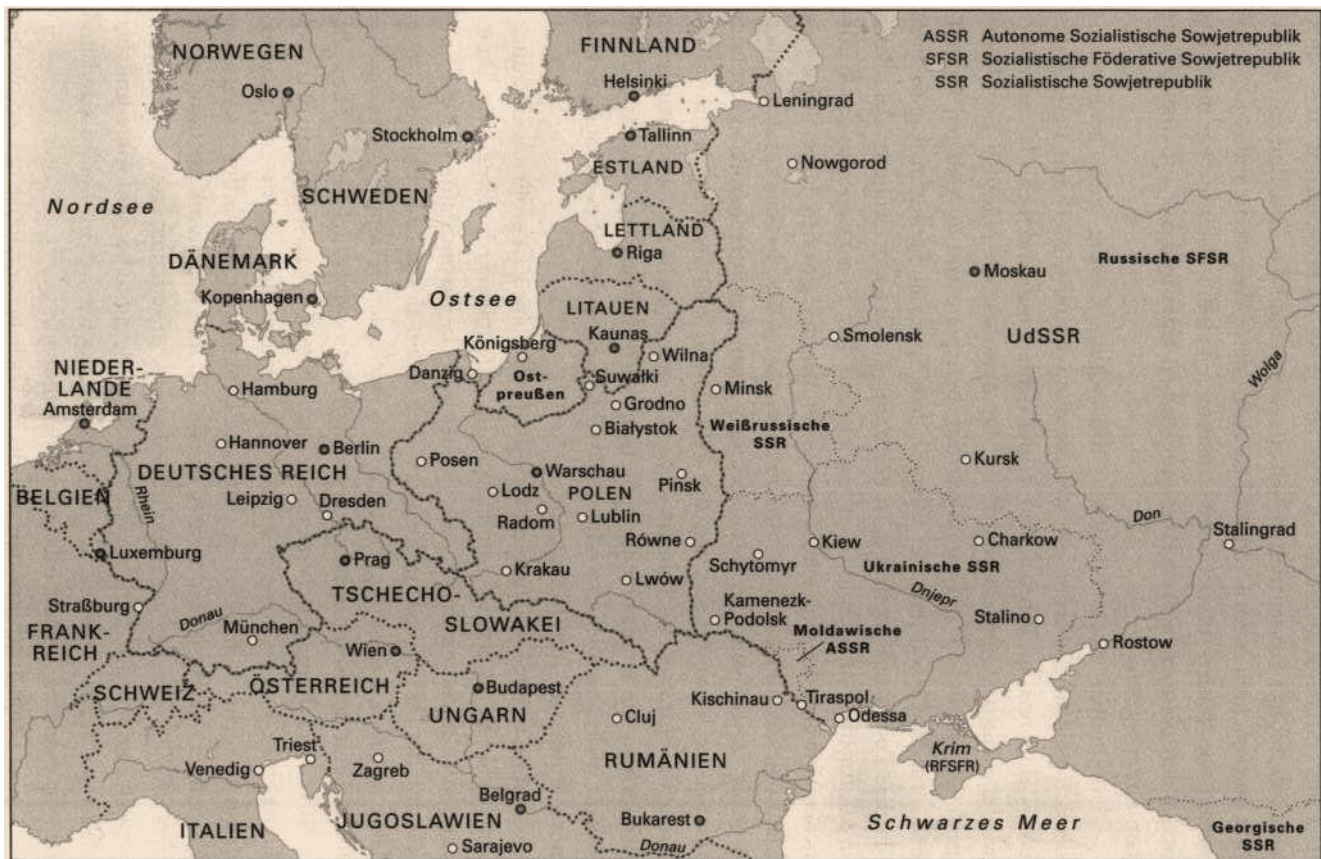 ASSR Autonome Sozialistische Sowjetrepublik
SFSR Sozialistische Föderative Sowjetrepublik
SSR Sozialistische Sowjetrepublik
NORWEGEN
FINNLAND
Oslo
Helsinki
Leningrad
Stockholm
Tallinn
ESTLAND
Nowgorod
SCHWEDEN
Nordsee
LETTLAND
Riga
DÄNEMARK
Moskau
Russische SFSR
Kopenhagen
Ostsee
LITAUEN
Kaunas
Smolensk
UdSSR
Königsberg
Wilna
Wolga
NIEDER-
LANDE
Danzig
Ost-
preußen
Suwałki
Minsk
Hamburg
Amsterdam
Grodno
Białystok
Weißrussische
SSR
Hannover
Berlin
Posen
Kursk
DEUTSCHES REICH
Warschau
Pinsk
BELGIEN
Rhein
Leipzig
Dresden
Lodz
POLEN
Radom
Lublin
Don
Stalingrad
Luxemburg
Prag
Równe
Kiew
Charkow
Schytomyr
Ukrainische SSR
Krakau
Lwów
TSCHECHO-
SLOWAKEI
Dnjepr
Straßburg
Donau
München
Kamenezk-
Podolsk
Stalino
FRANK-
REICH
Wien
Moldawische
ASSR
Rostow
SCHWEIZ
ÖSTERREICH
Budapest
Kischinau
Tiraspol
UNGARN
Cluj
Odessa
Triest
Krim
(RFSFR)
Venedig
Zagreb
RUMÄNIEN
Belgrad
ITALIEN
JUGOSLAWIEN
Bukarest
Schwarzes Meer
Georgische
SSR
Sarajevo
Donau